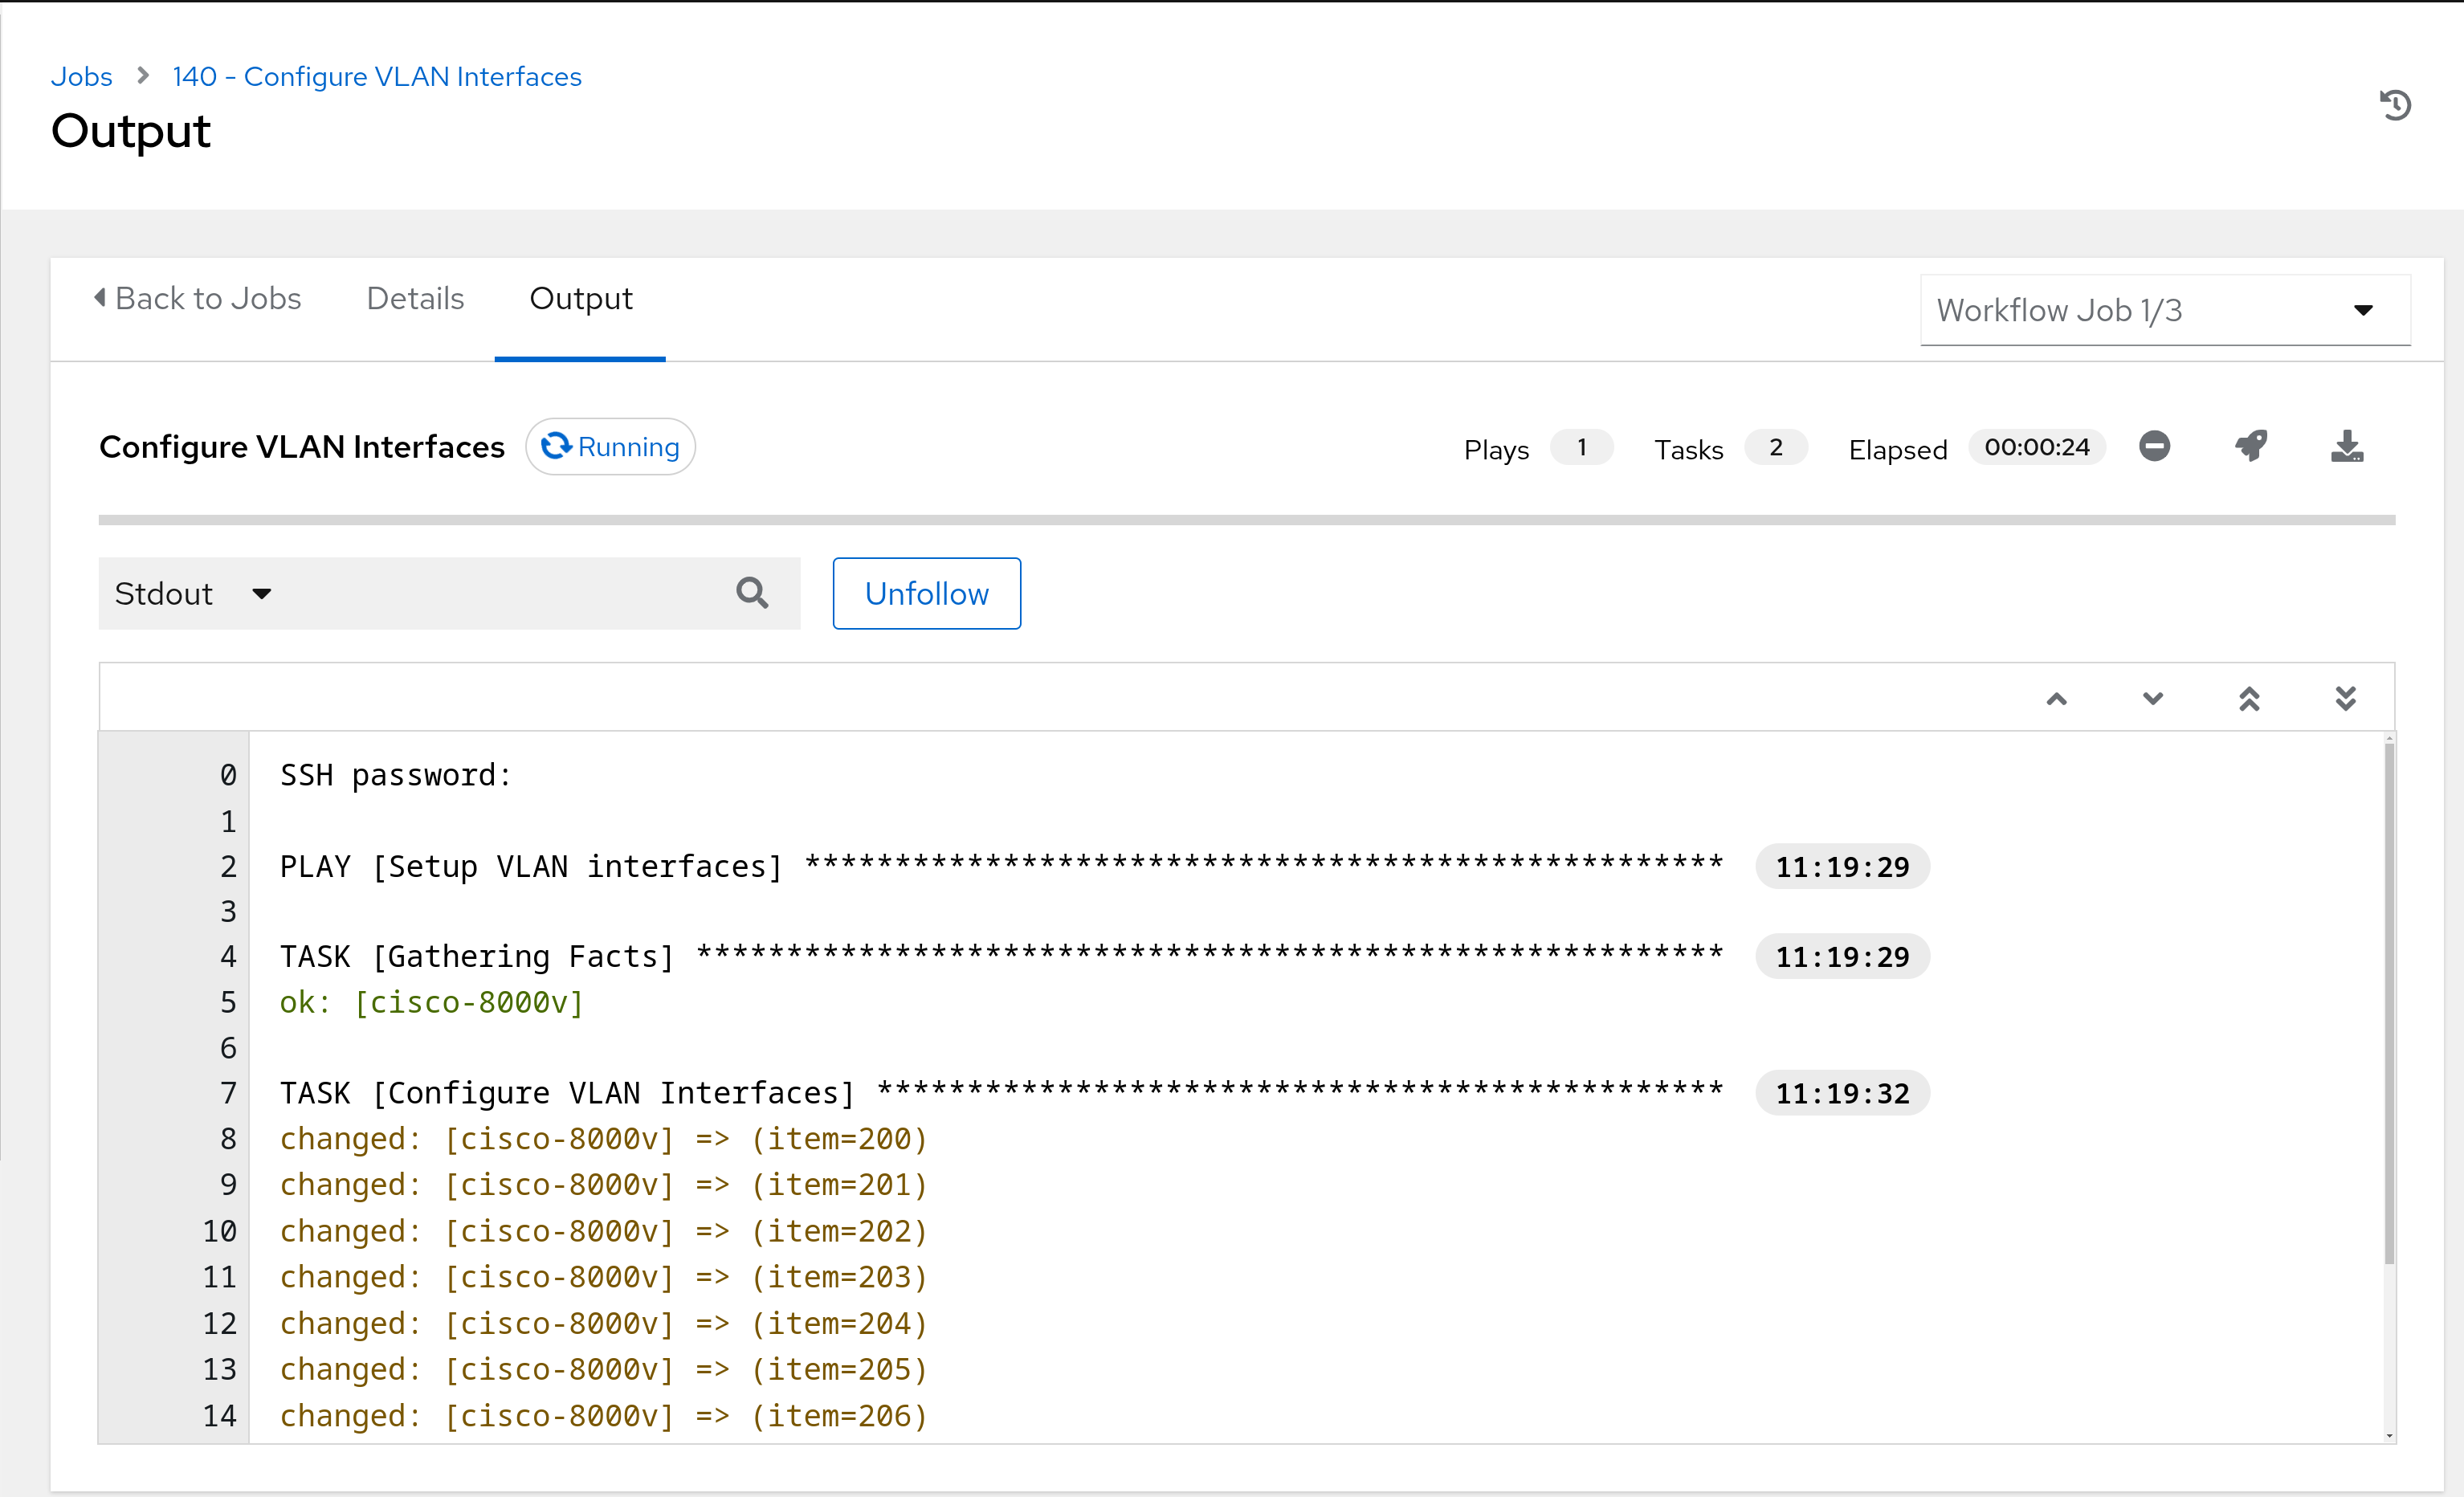 Jobs > 140 - Configure VLAN Interfaces
Output
Back to Jobs Details Output Workflow Job 1/3
Configure VLAN Interfaces Running Plays 1 Tasks 2 Elapsed 00:00:24
Stdout Unfollow
0 SSH password:
1
2 PLAY [Setup VLAN interfaces] *************************************************** 11:19:29
3
4 TASK [Gathering Facts] ********************************************************* 11:19:29
5 ok: [cisco-8000v]
6
7 TASK [Configure VLAN Interfaces] *********************************************** 11:19:32
8 changed: [cisco-8000v] => (item=200)
9 changed: [cisco-8000v] => (item=201)
10 changed: [cisco-8000v] => (item=202)
11 changed: [cisco-8000v] => (item=203)
12 changed: [cisco-8000v] => (item=204)
13 changed: [cisco-8000v] => (item=205)
14 changed: [cisco-8000v] => (item=206)